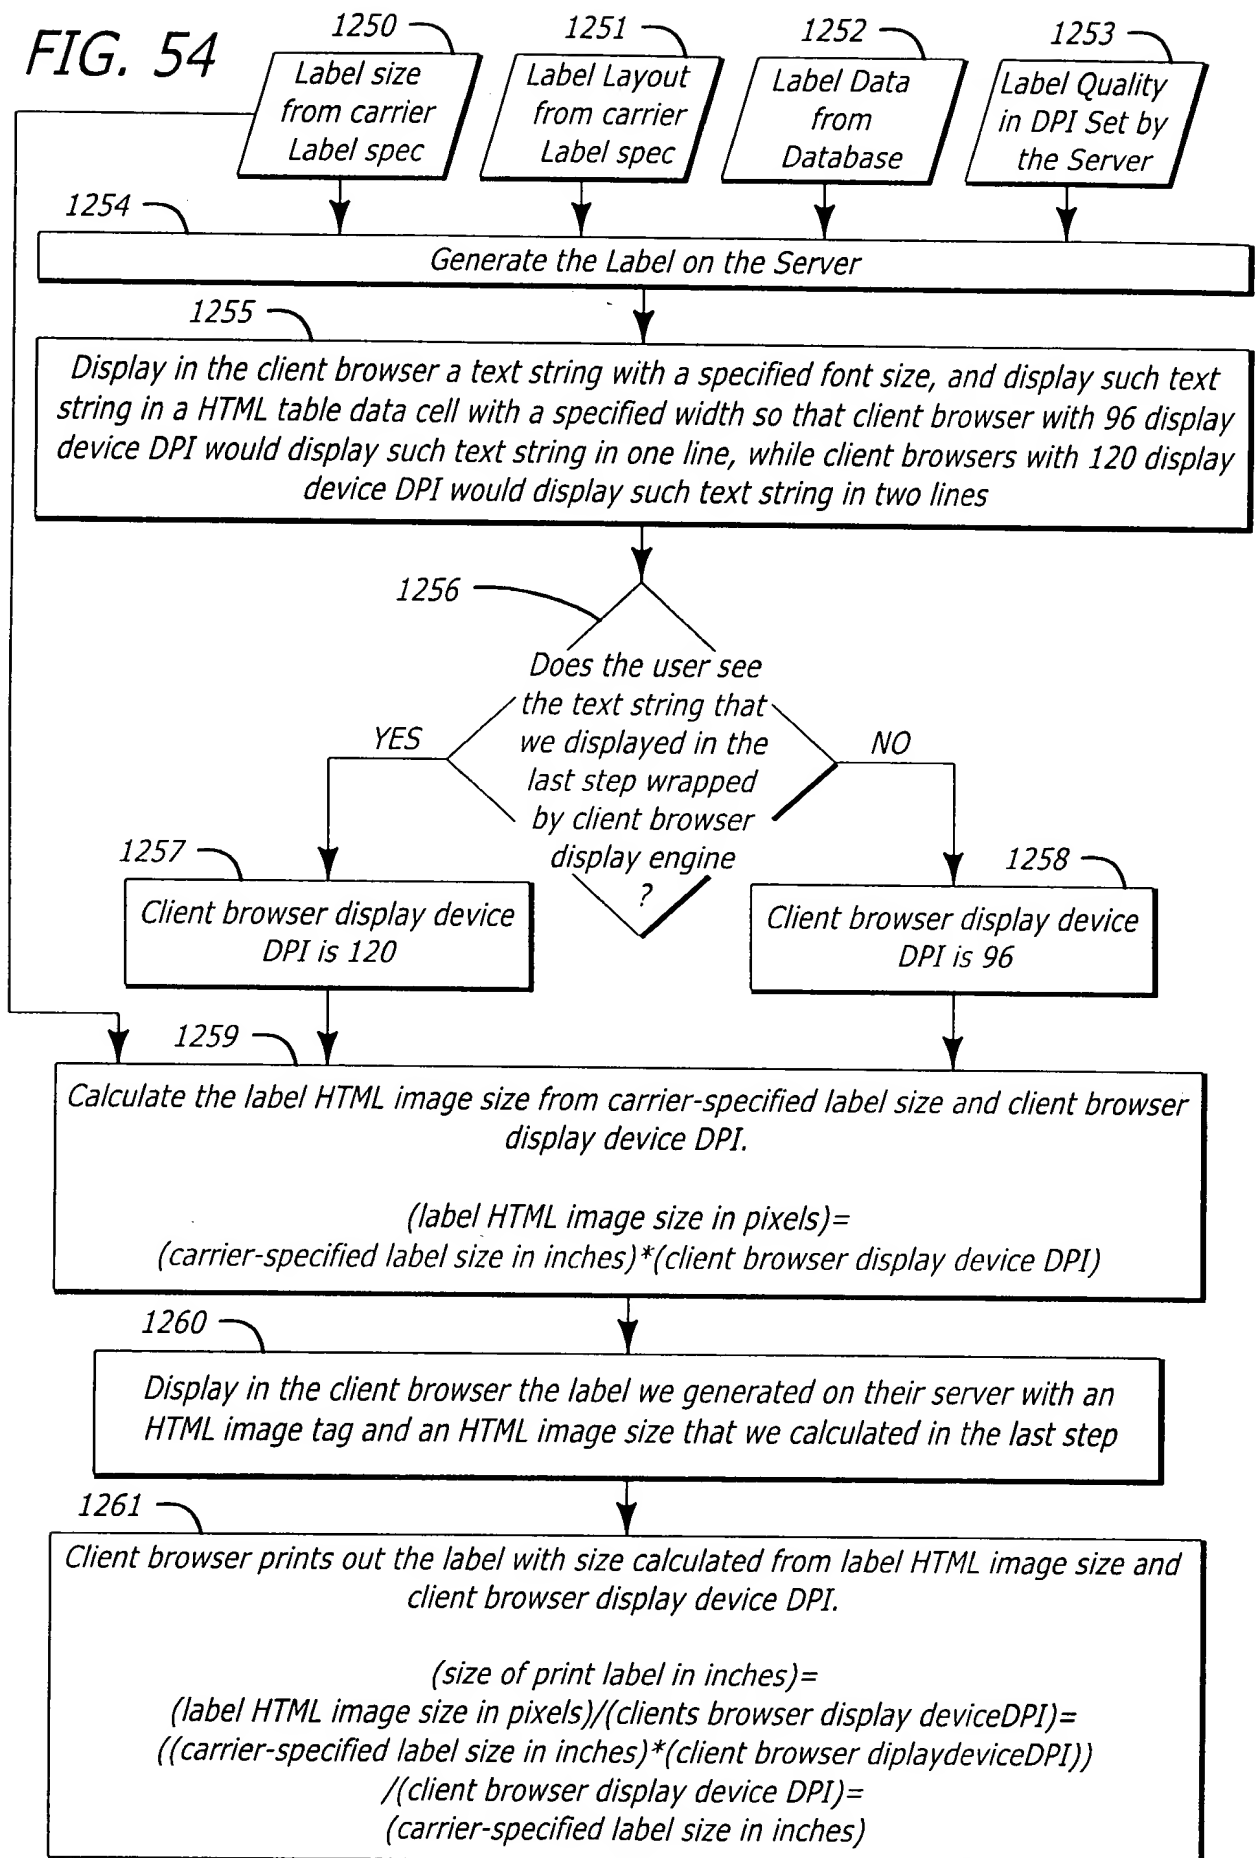 FIG. 54
1250
1251
1252
1253
Label size
from carrier
Label spec
Label Layout
from carrier
Label spec
Label Data
from
Database
Label Quality
in DPI Set by
the Server
1254
Generate the Label on the Server
1255
Display in the client browser a text string with a specified font size, and display such text
string in a HTML table data cell with a specified width so that client browser with 96 display
device DPI would display such text string in one line, while client browsers with 120 display
device DPI would display such text string in two lines
1256
Does the user see
the text string that
we displayed in the
last step wrapped
by client browser
display engine
?
YES
NO
1257
Client browser display device
DPI is 120
1258
Client browser display device
DPI is 96
1259
Calculate the label HTML image size from carrier-specified label size and client browser
display device DPI.
(label HTML image size in pixels)=
(carrier-specified label size in inches)*(client browser display device DPI)
1260
Display in the client browser the label we generated on their server with an
HTML image tag and an HTML image size that we calculated in the last step
1261
Client browser prints out the label with size calculated from label HTML image size and
client browser display device DPI.
(size of print label in inches)=
(label HTML image size in pixels)/(clients browser display deviceDPI)=
((carrier-specified label size in inches)*(client browser diplaydeviceDPI))
/(client browser display device DPI)=
(carrier-specified label size in inches)